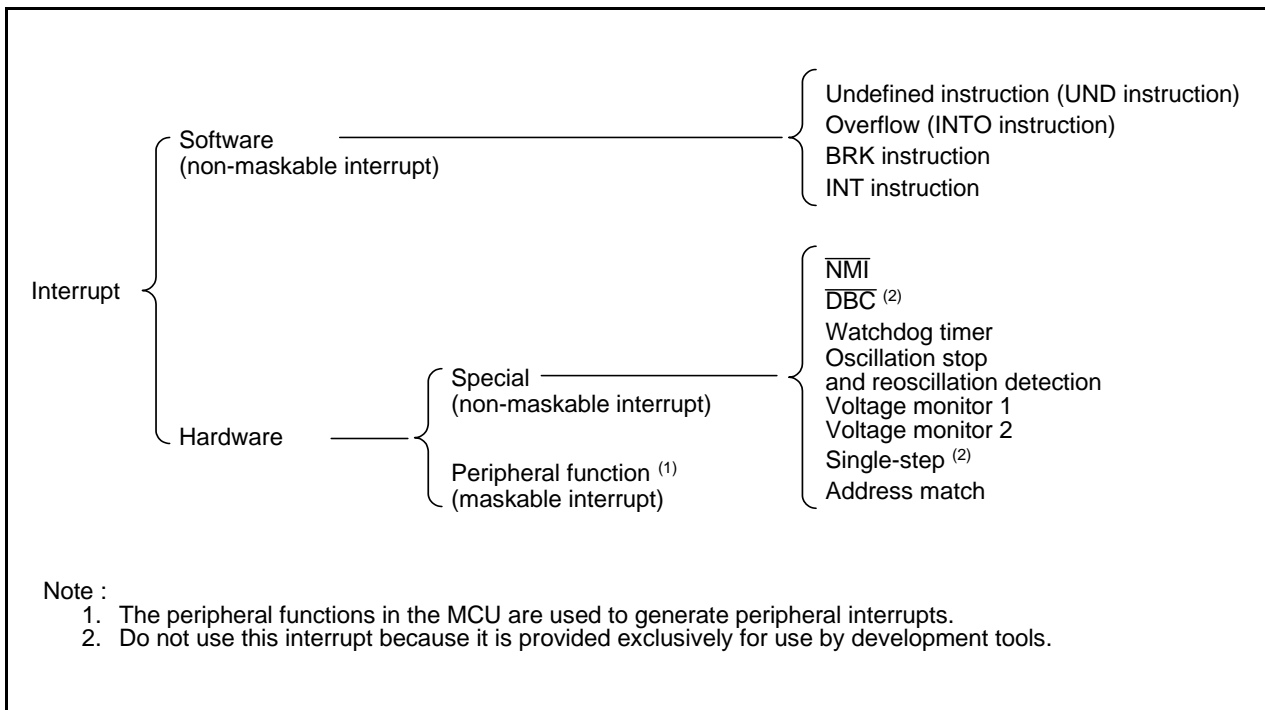 Interrupt
Software
(non-maskable interrupt)
Undefined instruction (UND instruction)
Overflow (INTO instruction)
BRK instruction
INT instruction
Hardware
Special
(non-maskable interrupt)
NMI
DBC (2)
Watchdog timer
Oscillation stop
and reoscillation detection
Voltage monitor 1
Voltage monitor 2
Single-step (2)
Address match
Peripheral function (1)
(maskable interrupt)
Note :
1. The peripheral functions in the MCU are used to generate peripheral interrupts.
2. Do not use this interrupt because it is provided exclusively for use by development tools.